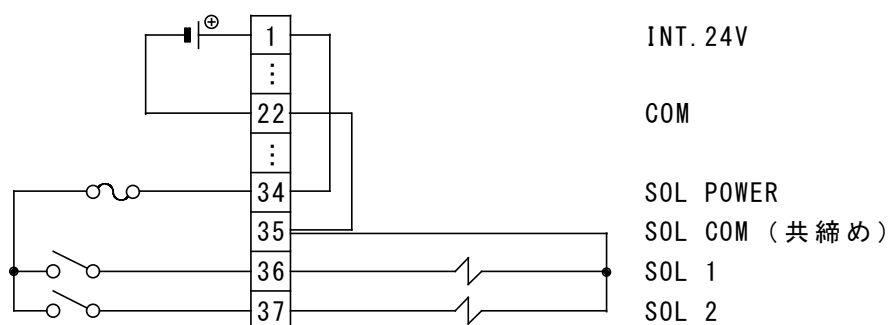 ⊕
1 INT.24V
⋮
22 COM
⋮
34 SOL POWER
35 SOL COM (共締め)
36 SOL 1
37 SOL 2